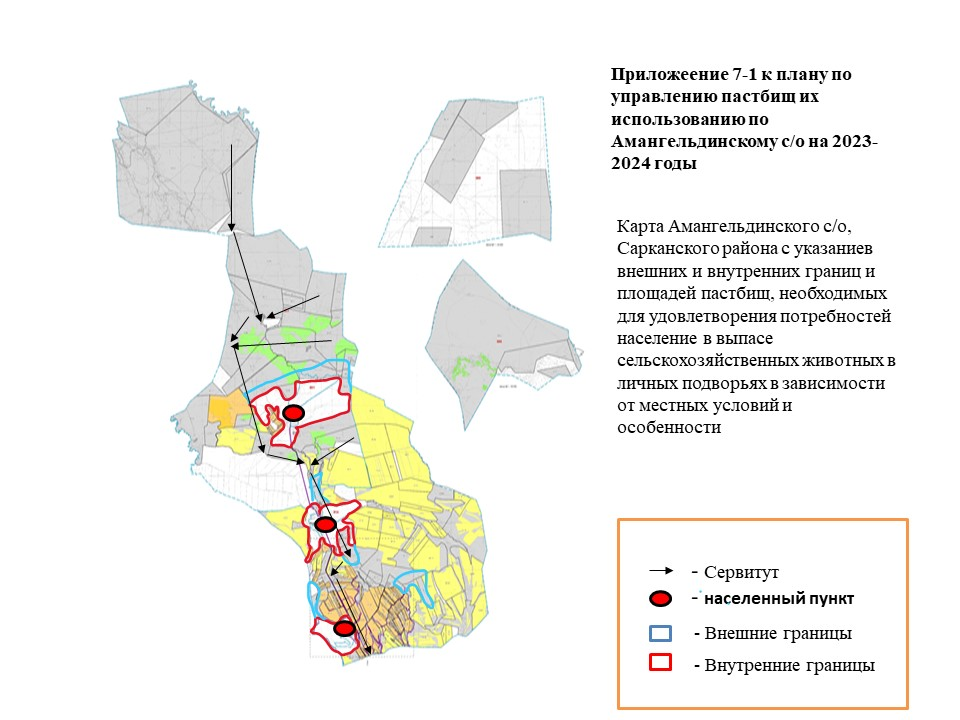 Приложеение 7-1 к плану по
управлению пастбищ их
использованию по
Амангельдинскому с/о на 2023-
2024 годы
Карта Амангельдинского с/о,
Сарканского района с указаниев
внешних и внутренних границ и
площадей пастбищ, необходимых
для удовлетворения потребностей
население в выпасе
сельскохозяйственных животных в
личных подворьях в зависимости
от местных условий и
особенности
- Сервитут
- населенный пункт
- Внешние границы
- Внутренние границы